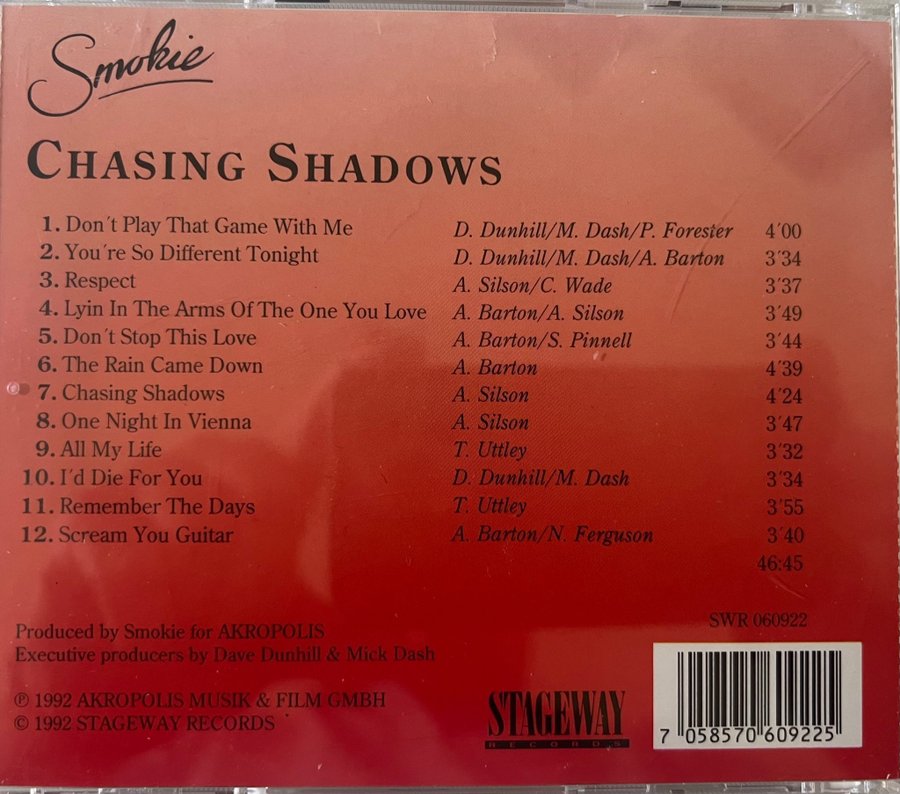 Smokie
CHASING SHADOWS
1. Don´t Play That Game With Me D. Dunhill/M. Dash/P. Forester 4´00
2. You´re So Different Tonight D. Dunhill/M. Dash/A. Barton 3´34
3. Respect A. Silson/C. Wade 3´37
4. Lyin In The Arms Of The One You Love A. Barton/A. Silson 3´49
5. Don´t Stop This Love A. Barton/S. Pinnell 3´44
6. The Rain Came Down A. Barton 4´39
7. Chasing Shadows A. Silson 4´24
8. One Night In Vienna A. Silson 3´47
9. All My Life T. Uttley 3´32
10. I´d Die For You D. Dunhill/M. Dash 3´34
11. Remember The Days T. Uttley 3´55
12. Scream You Guitar A. Barton/N. Ferguson 3´40
46:45
SWR 060922
Produced by Smokie for AKROPOLIS
Executive producers by Dave Dunhill & Mick Dash
℗ 1992 AKROPOLIS MUSIK & FILM GMBH
© 1992 STAGEWAY RECORDS
STAGEWAY
RECORDS
7 058570 609225